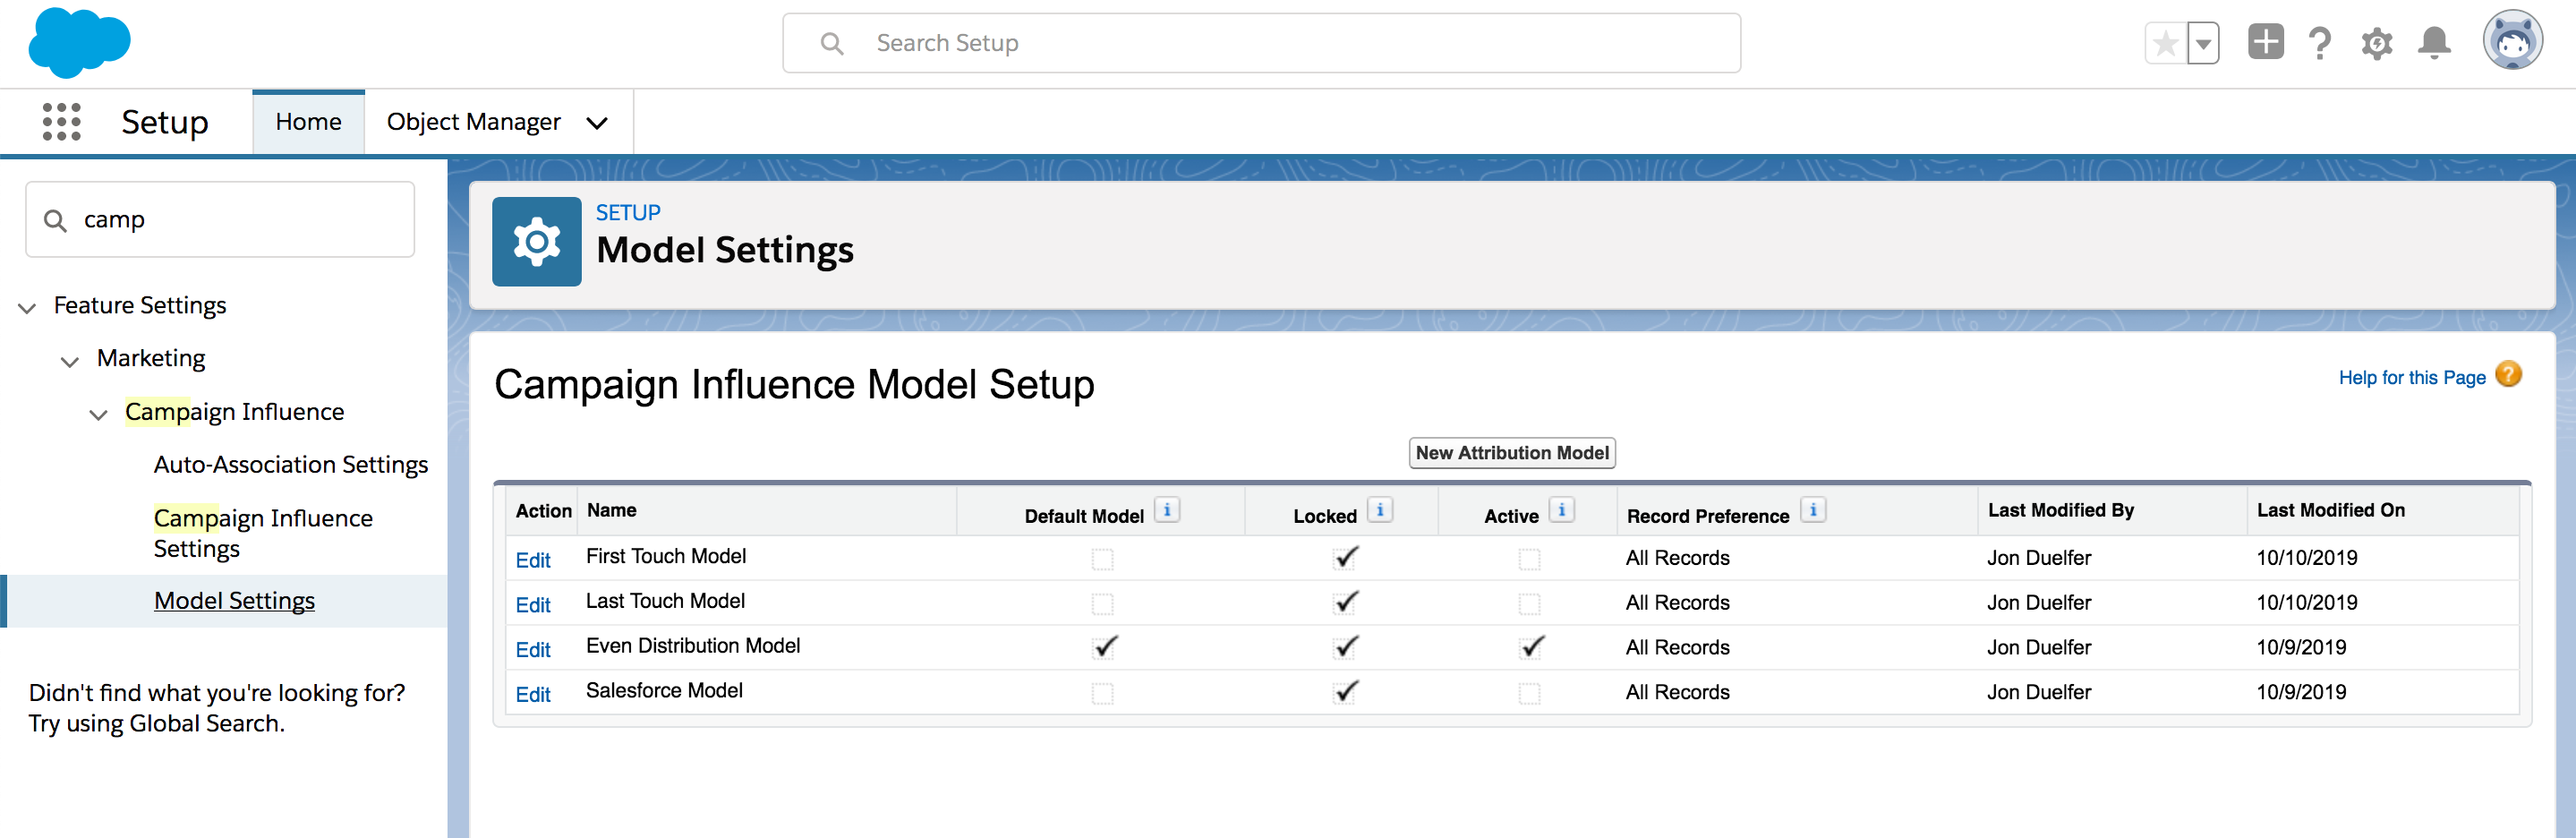 Search Setup
Setup
Home
Object Manager
camp
Feature Settings
Marketing
Campaign Influence
Auto-Association Settings
Campaign Influence
Settings
Model Settings
Didn't find what you're looking for?
Try using Global Search.
SETUP
Model Settings
Campaign Influence Model Setup
Help for this Page
New Attribution Model
Action Name Default Model Locked Active Record Preference Last Modified By Last Modified On
Edit First Touch Model All Records Jon Duelfer 10/10/2019
Edit Last Touch Model All Records Jon Duelfer 10/10/2019
Edit Even Distribution Model All Records Jon Duelfer 10/9/2019
Edit Salesforce Model All Records Jon Duelfer 10/9/2019